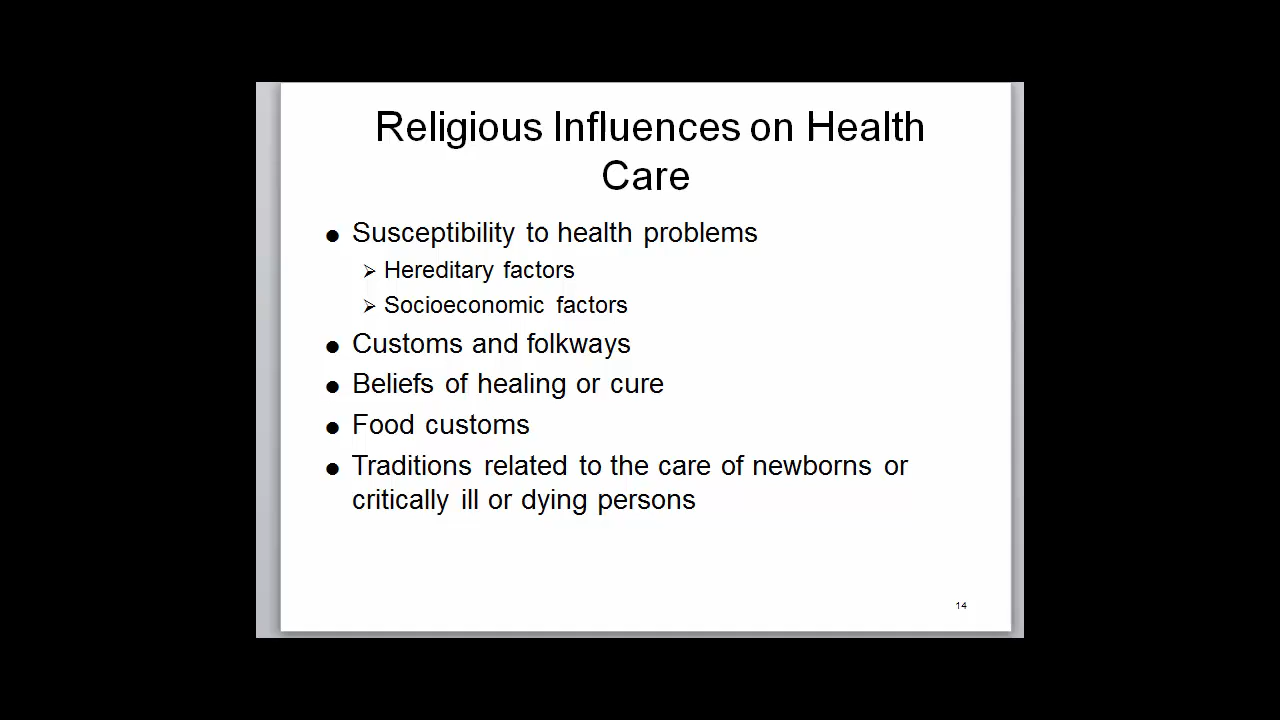 Religious Influences on Health
Care
● Susceptibility to health problems
➢ Hereditary factors
➢ Socioeconomic factors
● Customs and folkways
● Beliefs of healing or cure
● Food customs
● Traditions related to the care of newborns or
critically ill or dying persons
14